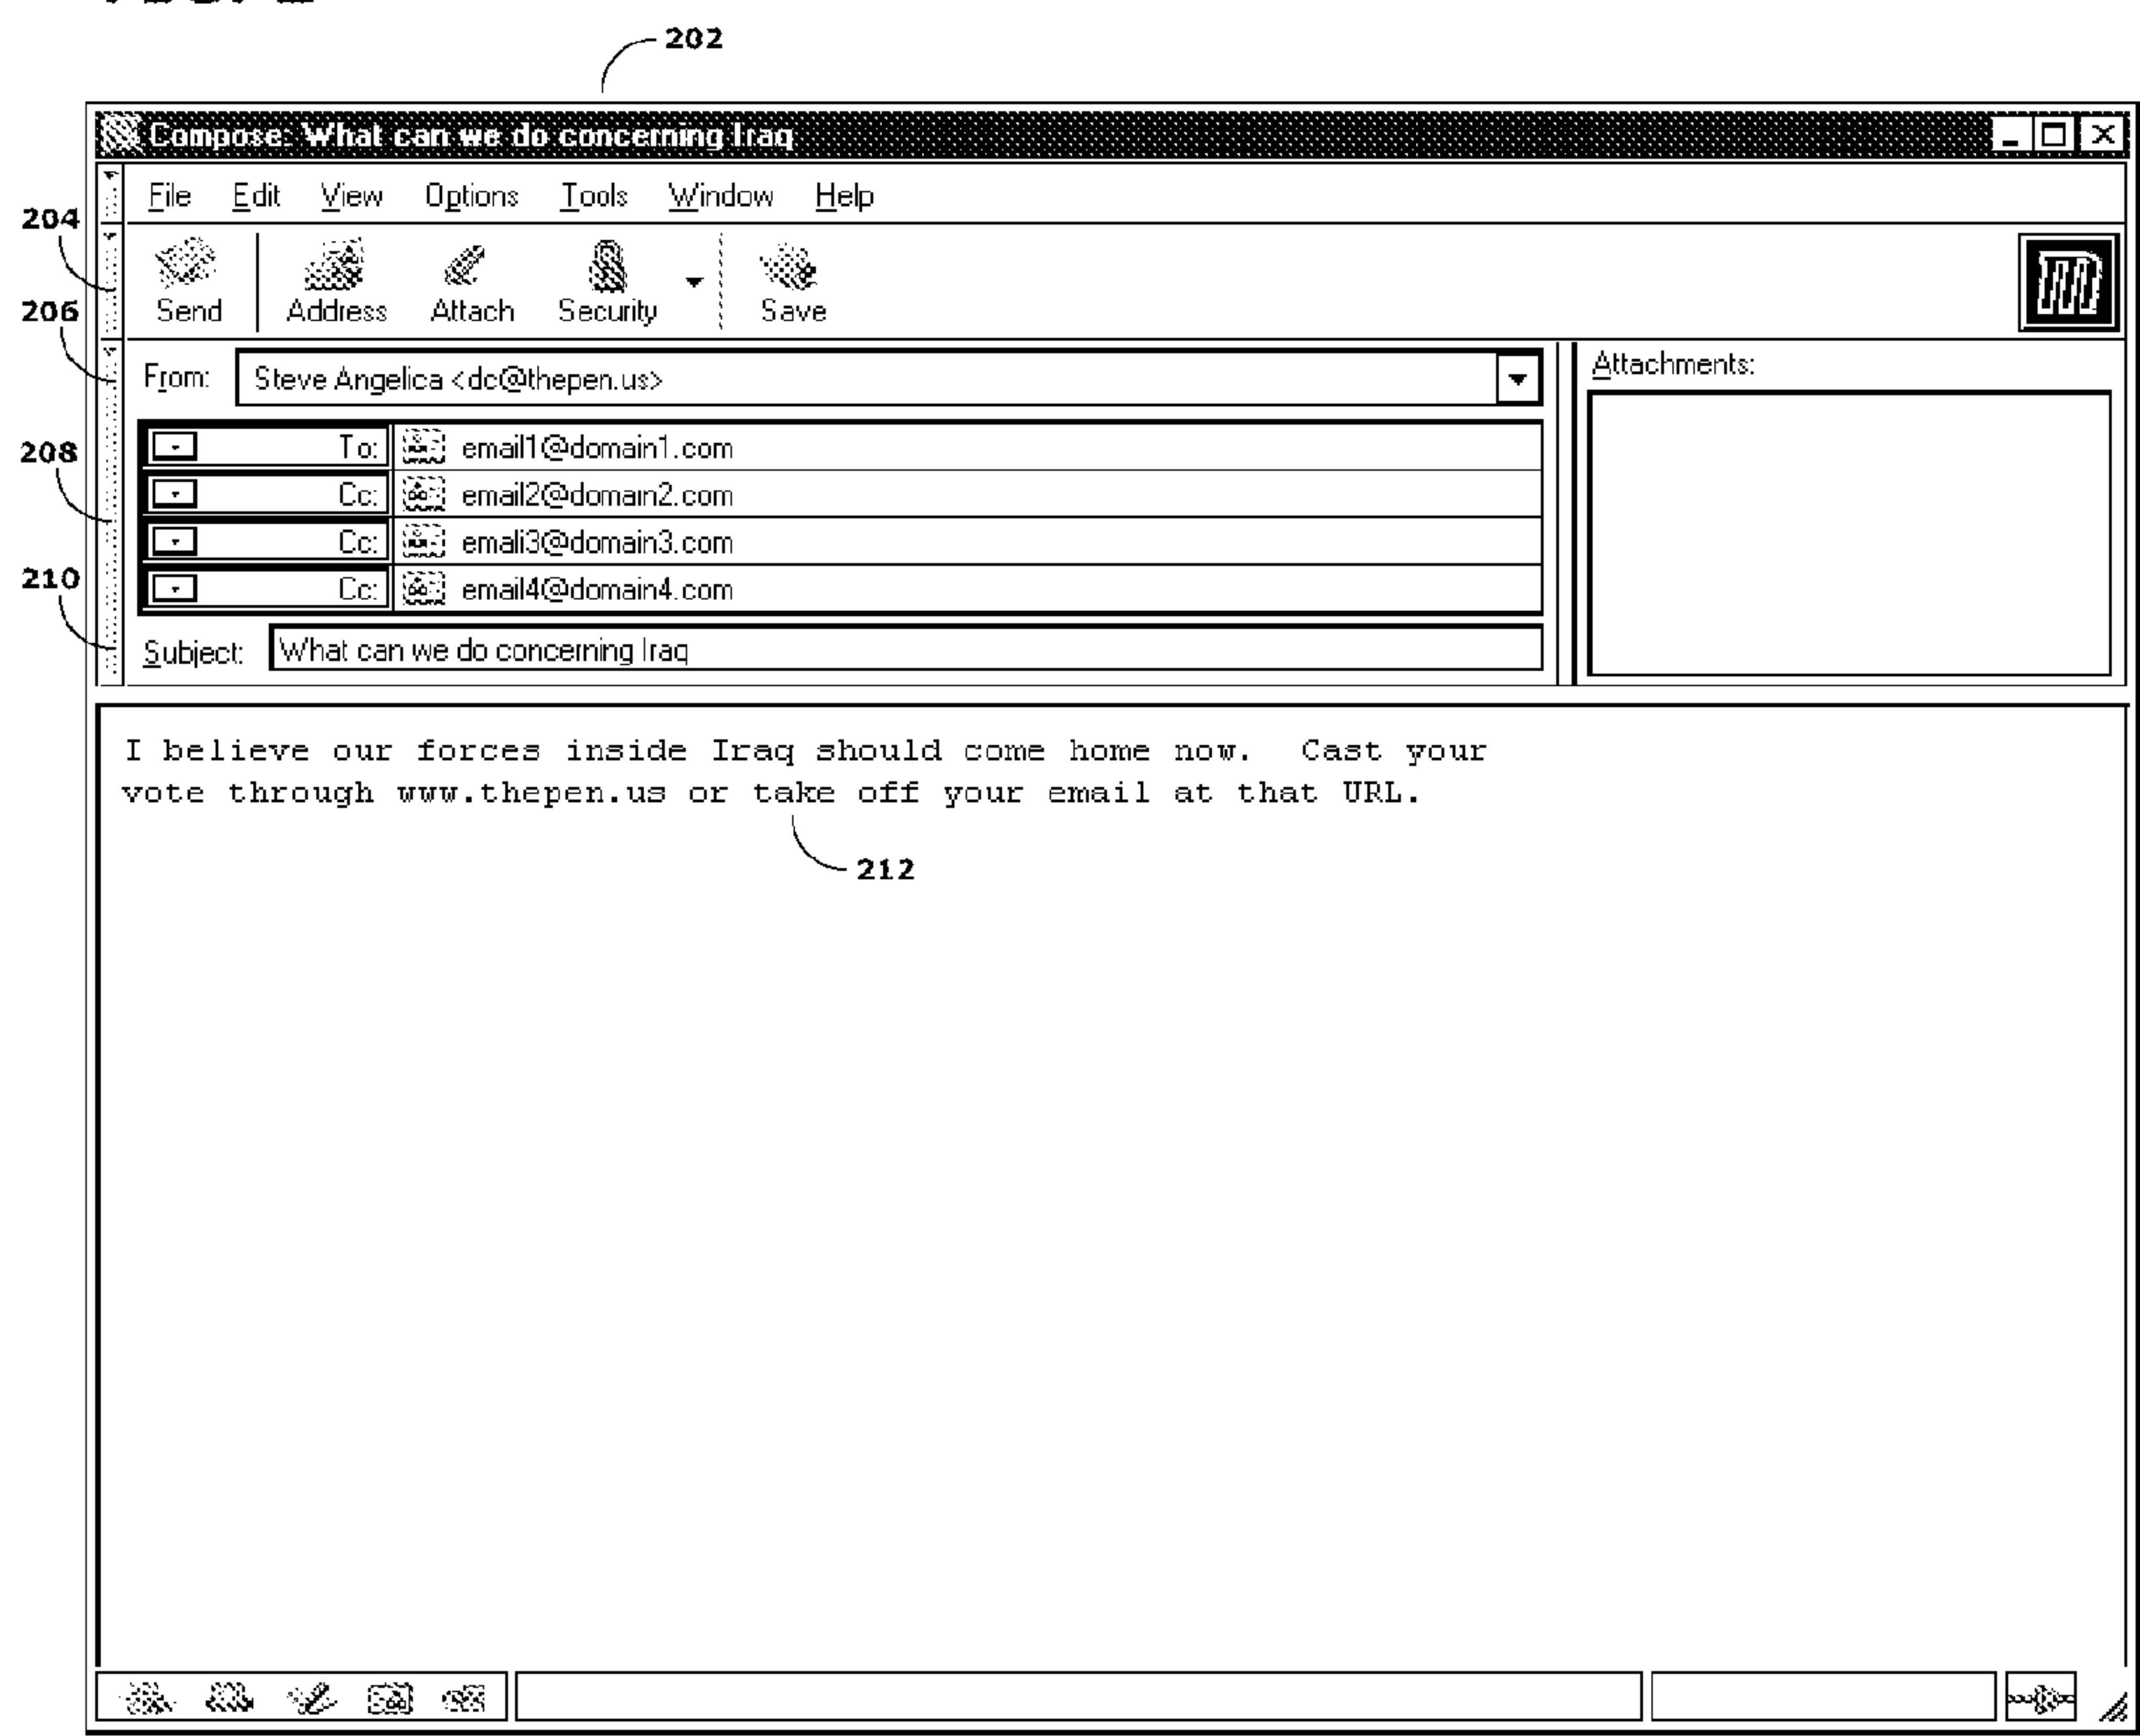 202
Compose: What can we do concerning Iraq
File Edit View Options Tools Window Help
204
Send Address Attach Security Save
206
From: Steve Angelica <dc@thepen.us>
Attachments:
To: email1@domain1.com
208
Cc: email2@domain2.com
Cc: emali3@domain3.com
210
Cc: email4@domain4.com
Subject: What can we do concerning Iraq
I believe our forces inside Iraq should come home now. Cast your
vote through www.thepen.us or take off your email at that URL.
212